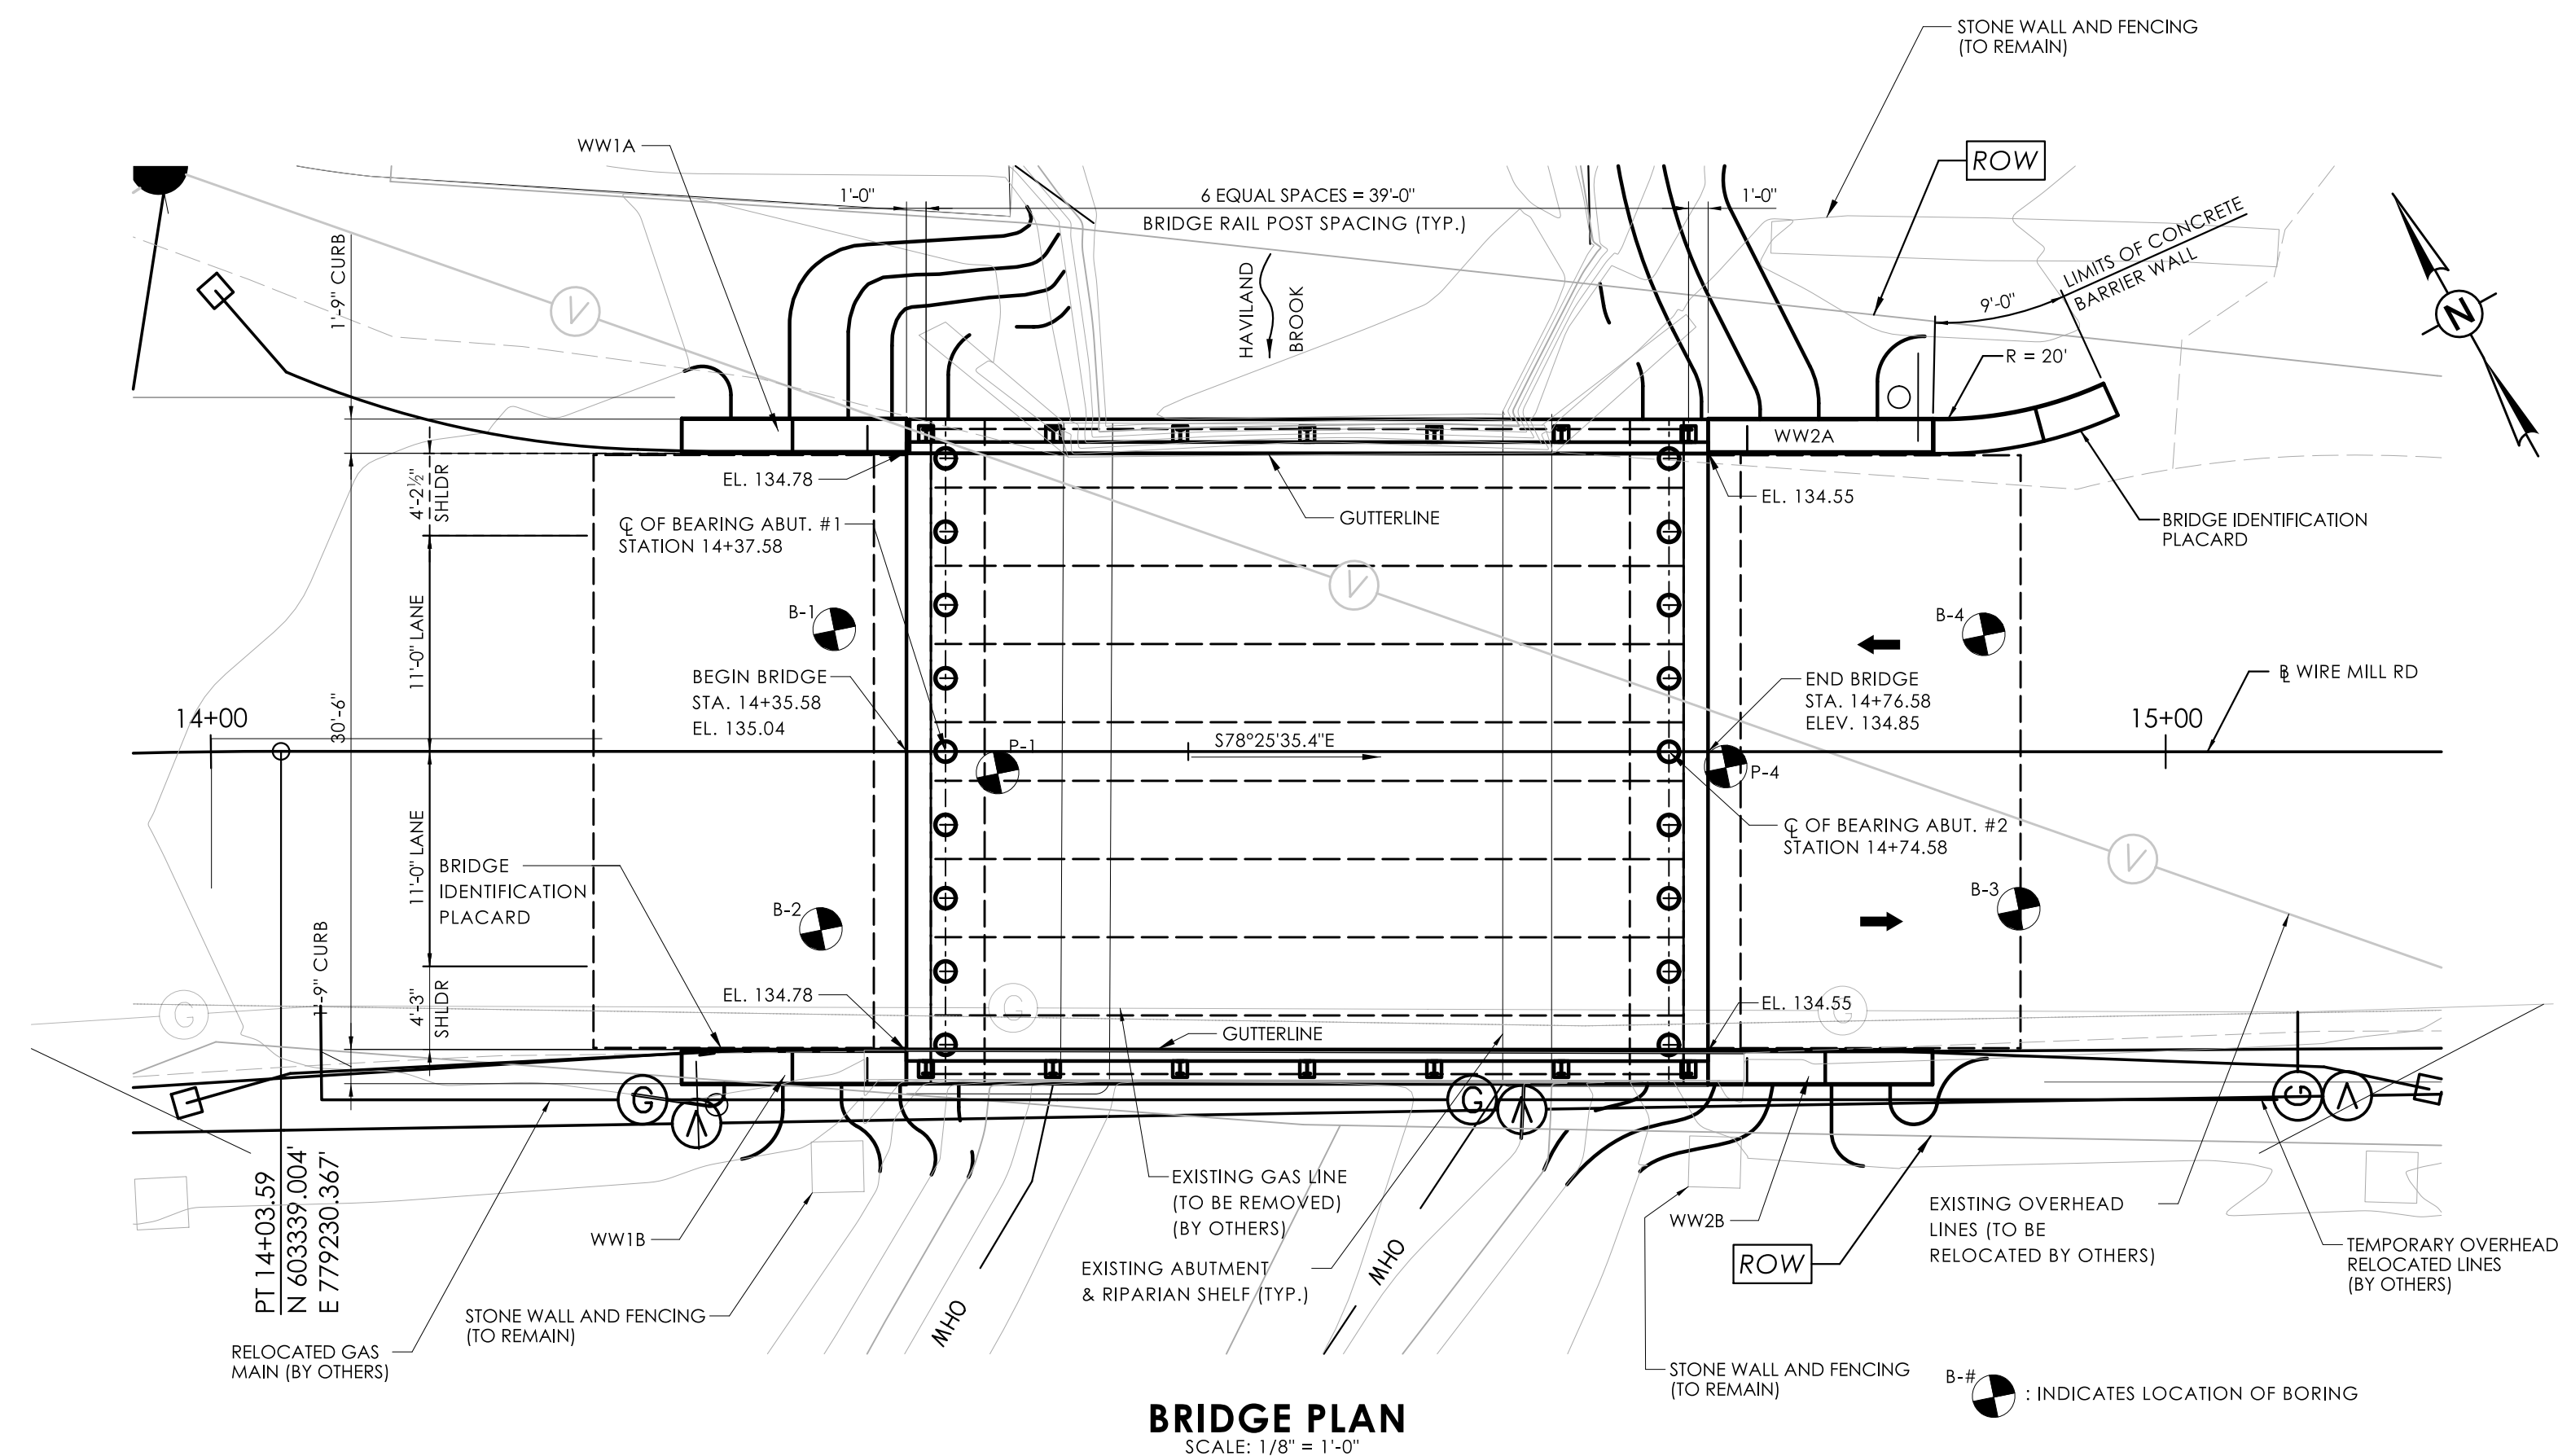 STONE WALL AND FENCING
(TO REMAIN)
WW1A
ROW
1'-0"
6 EQUAL SPACES = 39'-0"
1'-0"
BRIDGE RAIL POST SPACING (TYP.)
LIMITS OF CONCRETE
BARRIER WALL
9'-0"
N
1'-9" CURB
HAVILAND
BROOK
R = 20'
V
WW2A
EL. 134.78
4'-2½"
SHLDR
EL. 134.55
GUTTERLINE
℄ OF BEARING ABUT. #1
STATION 14+37.58
BRIDGE IDENTIFICATION
PLACARD
V
11'-0" LANE
B-1
B-4
BEGIN BRIDGE
STA. 14+35.58
EL. 135.04
END BRIDGE
STA. 14+76.58
ELEV. 134.85
BL WIRE MILL RD
14+00
30'-6"
15+00
S78°25'35.4"E
P-1
P-4
℄ OF BEARING ABUT. #2
STATION 14+74.58
11'-0" LANE
BRIDGE
IDENTIFICATION
PLACARD
V
B-3
B-2
1'-9" CURB
4'-3"
SHLDR
EL. 134.78
EL. 134.55
G
G
G
GUTTERLINE
G
V
G
V
G
V
PT 14+03.59
N 603339.004'
E 779230.367'
EXISTING GAS LINE
(TO BE REMOVED)
(BY OTHERS)
WW1B
WW2B
EXISTING OVERHEAD
LINES (TO BE
RELOCATED BY OTHERS)
ROW
EXISTING ABUTMENT
& RIPARIAN SHELF (TYP.)
OHW
OHW
TEMPORARY OVERHEAD
RELOCATED LINES
(BY OTHERS)
STONE WALL AND FENCING
(TO REMAIN)
RELOCATED GAS
MAIN (BY OTHERS)
STONE WALL AND FENCING
(TO REMAIN)
B-#
: INDICATES LOCATION OF BORING
BRIDGE PLAN
SCALE: 1/8" = 1'-0"